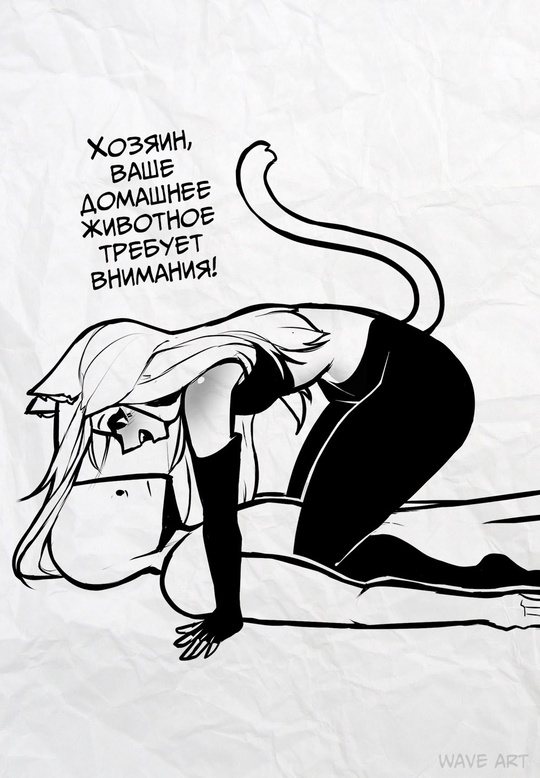 Хозяин,
ваше
домашнее
животное
требует
внимания!
WAVE ART